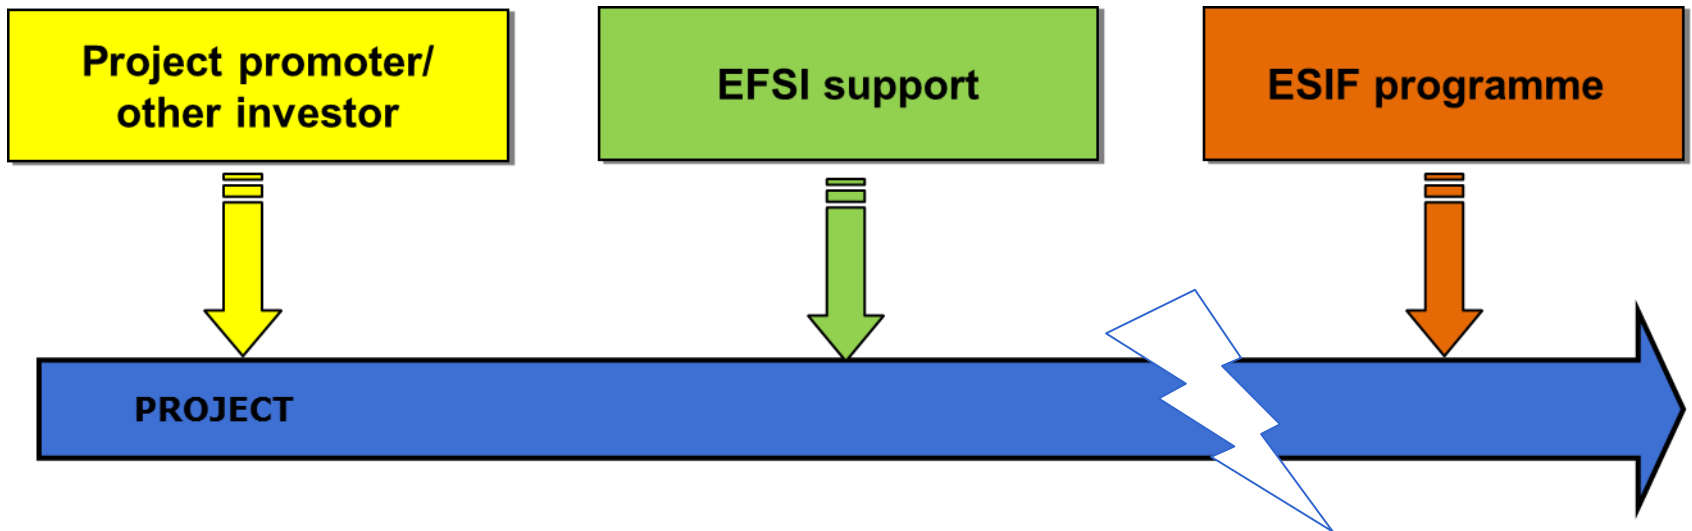 Project promoter/
other investor
EFSI support
ESIF programme
PROJECT